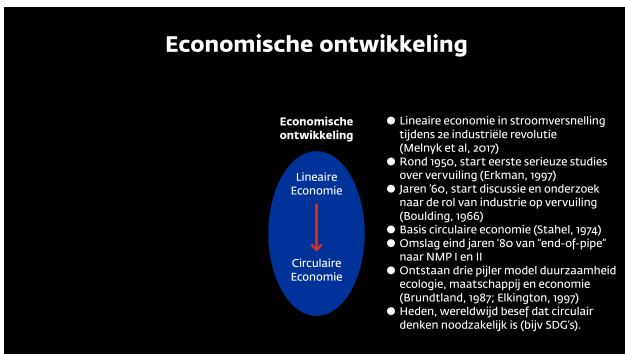 Economische ontwikkeling
Economische
ontwikkeling
Lineaire
Economie
Circulaire
Economie
● Lineaire economie in stroomversnelling
tijdens 2e industriële revolutie
(Melnyk et al, 2017)
● Rond 1950, start eerste serieuze studies
over vervuiling (Erkman, 1997)
● Jaren '60, start discussie en onderzoek
naar de rol van industrie op vervuiling
(Boulding, 1966)
● Basis circulaire economie (Stahel, 1974)
● Omslag eind jaren '80 van "end-of-pipe"
naar NMP I en II
● Ontstaan drie pijler model duurzaamheid
ecologie, maatschappij en economie
(Brundtland, 1987; Elkington, 1997)
● Heden, wereldwijd besef dat circulair
denken noodzakelijk is (bijv SDG's).